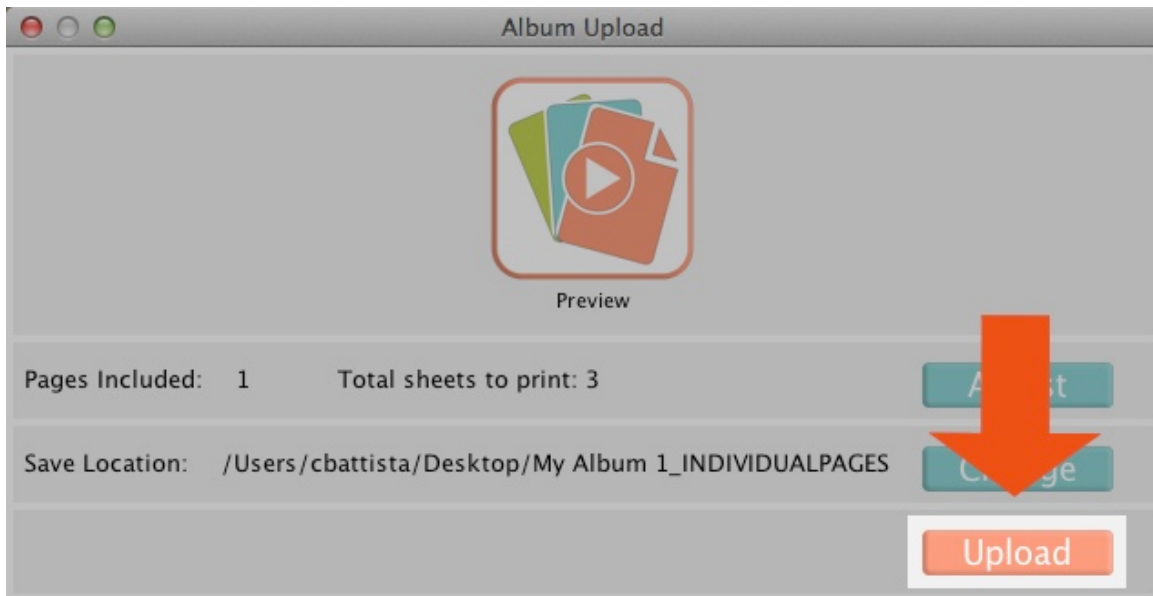 Album Upload
Preview
Pages Included: 1 Total sheets to print: 3
Save Location: /Users/cbattista/Desktop/My Album 1_INDIVIDUALPAGES
Upload